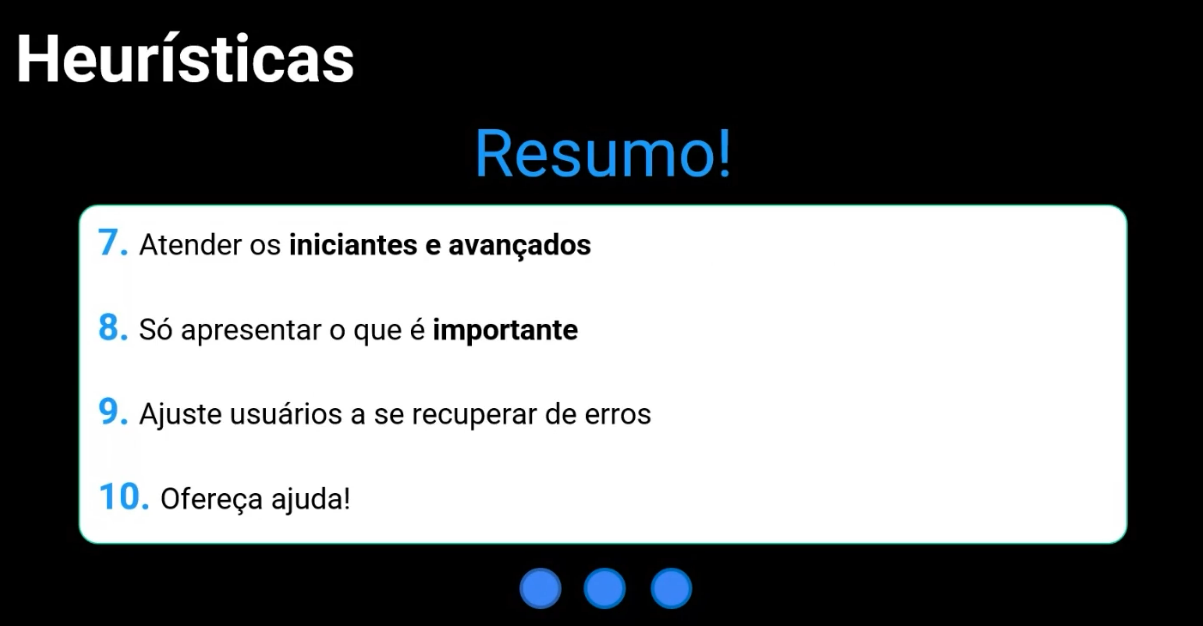 Heurísticas
Resumo!
7. Atender os iniciantes e avançados
8. Só apresentar o que é importante
9. Ajuste usuários a se recuperar de erros
10. Ofereça ajuda!